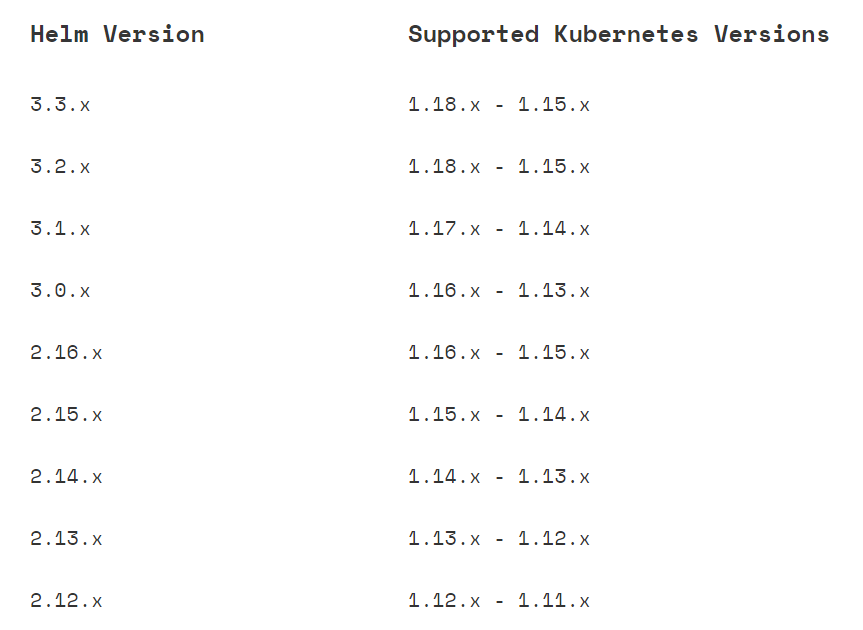 Helm Version Supported Kubernetes Versions
3.3.x 1.18.x - 1.15.x
3.2.x 1.18.x - 1.15.x
3.1.x 1.17.x - 1.14.x
3.0.x 1.16.x - 1.13.x
2.16.x 1.16.x - 1.15.x
2.15.x 1.15.x - 1.14.x
2.14.x 1.14.x - 1.13.x
2.13.x 1.13.x - 1.12.x
2.12.x 1.12.x - 1.11.x